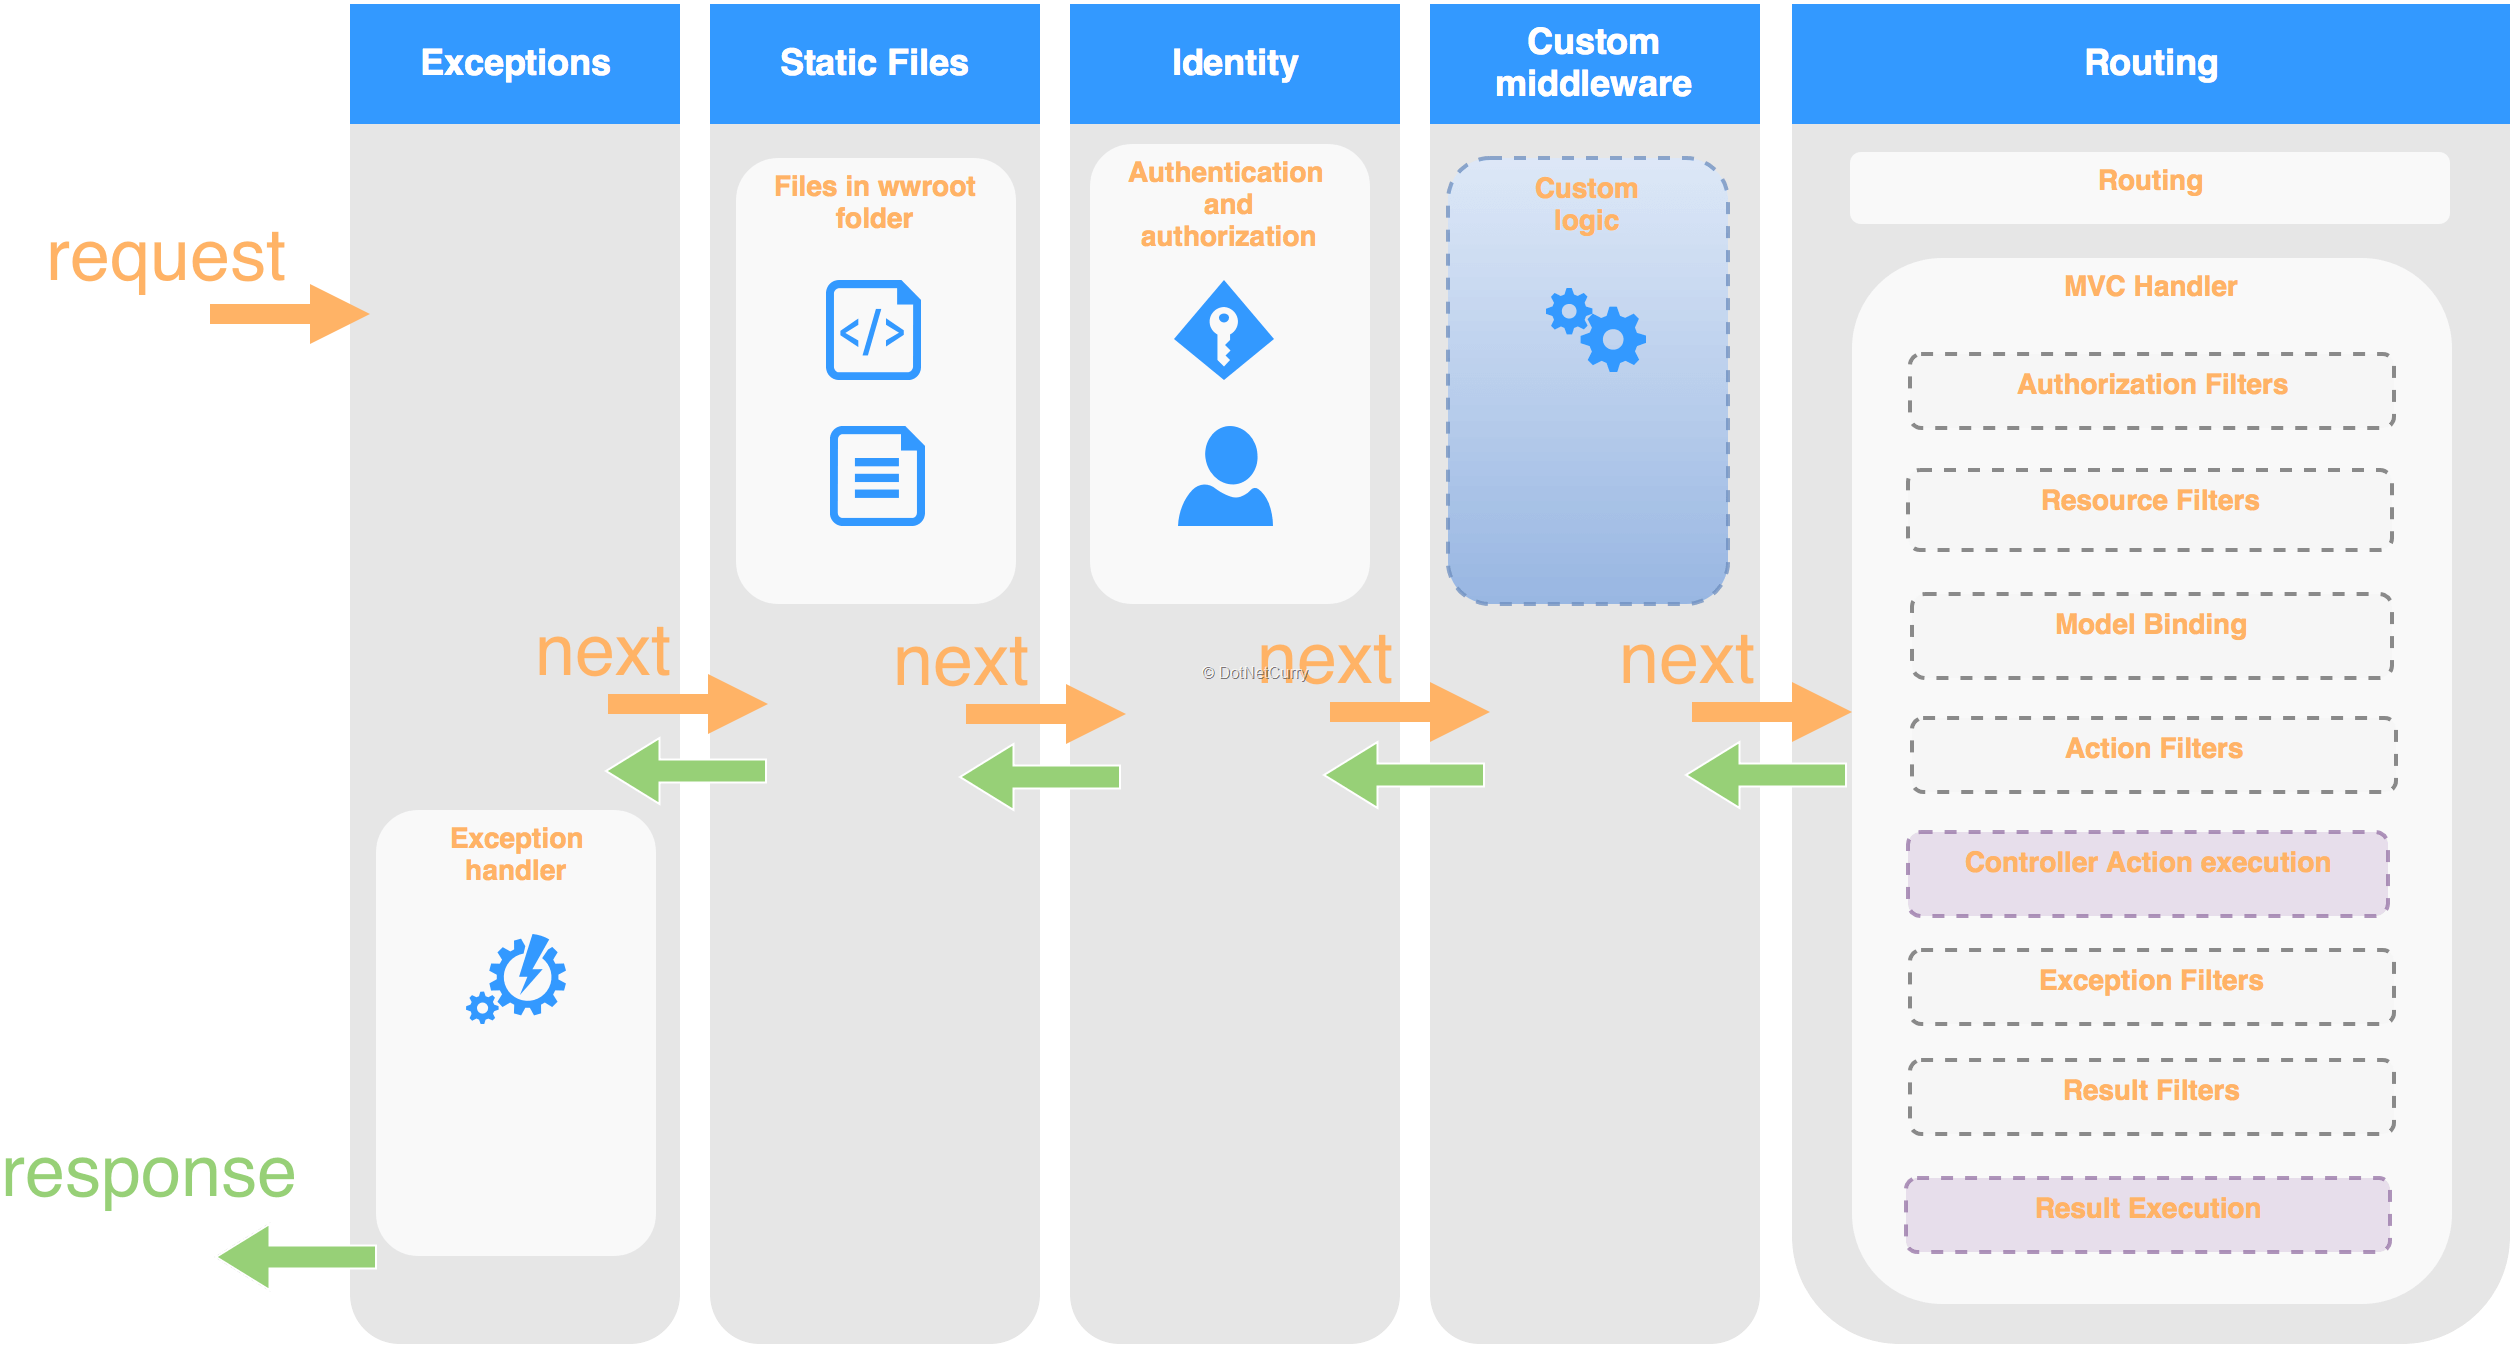 Exceptions
Static Files
Identity
Custom
middleware
Routing
request
Files in wwroot
folder
</>
Authentication
and
authorization
Custom
logic
Routing
MVC Handler
Authorization Filters
Resource Filters
Model Binding
Action Filters
Controller Action execution
Exception Filters
Result Filters
Result Execution
next
next
next
next
© DotNetCurry
Exception
handler
response